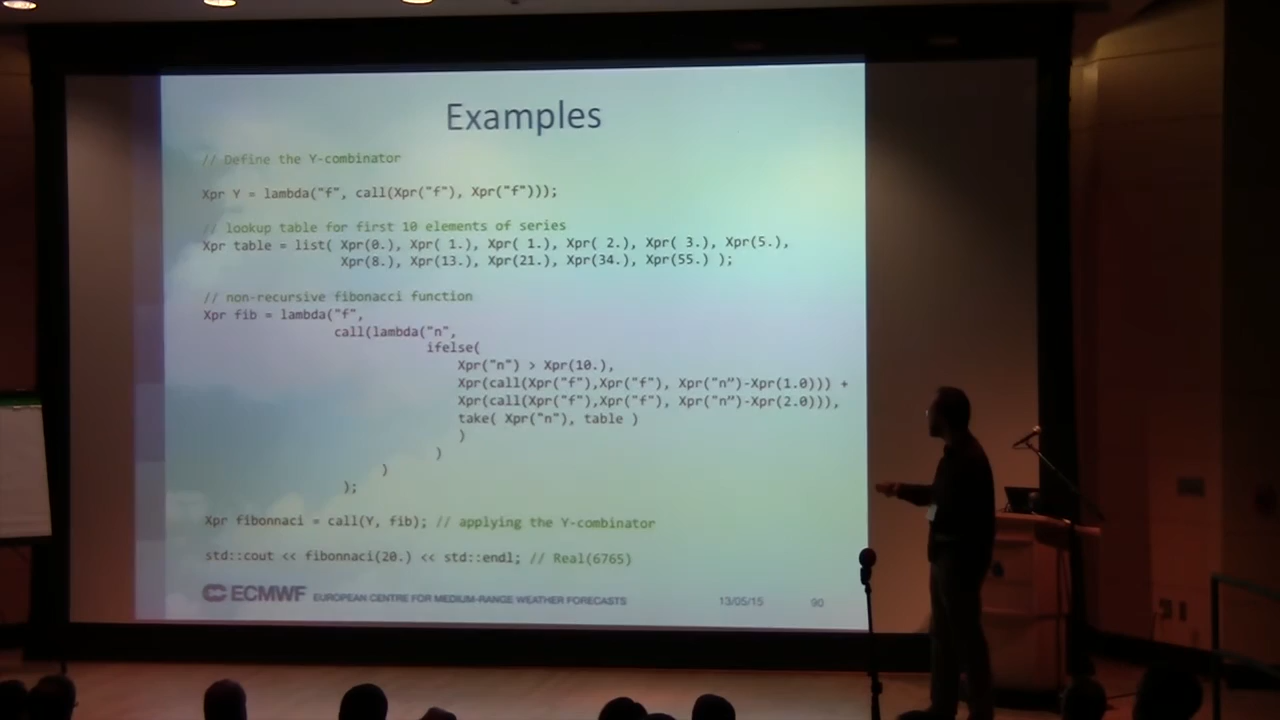 Examples
// Define the Y-combinator
Xpr Y = lambda("f", call(Xpr("f"), Xpr("f")));
// lookup table for first 10 elements of series
Xpr table = list( Xpr(0.), Xpr( 1.), Xpr( 1.), Xpr( 2.), Xpr( 3.), Xpr(5.),
Xpr(8.), Xpr(13.), Xpr(21.), Xpr(34.), Xpr(55.) );
// non-recursive fibonacci function
Xpr fib = lambda("f",
call(lambda("n",
ifelse(
Xpr("n") > Xpr(10.),
Xpr(call(Xpr("f"),Xpr("f"), Xpr("n")-Xpr(1.0))) +
Xpr(call(Xpr("f"),Xpr("f"), Xpr("n")-Xpr(2.0))),
take( Xpr("n"), table )
)
)
)
);
Xpr fibonnaci = call(Y, fib); // applying the Y-combinator
std::cout << fibonnaci(20.) << std::endl; // Real(6765)
ECMWF EUROPEAN CENTRE FOR MEDIUM-RANGE WEATHER FORECASTS 13/05/15 90